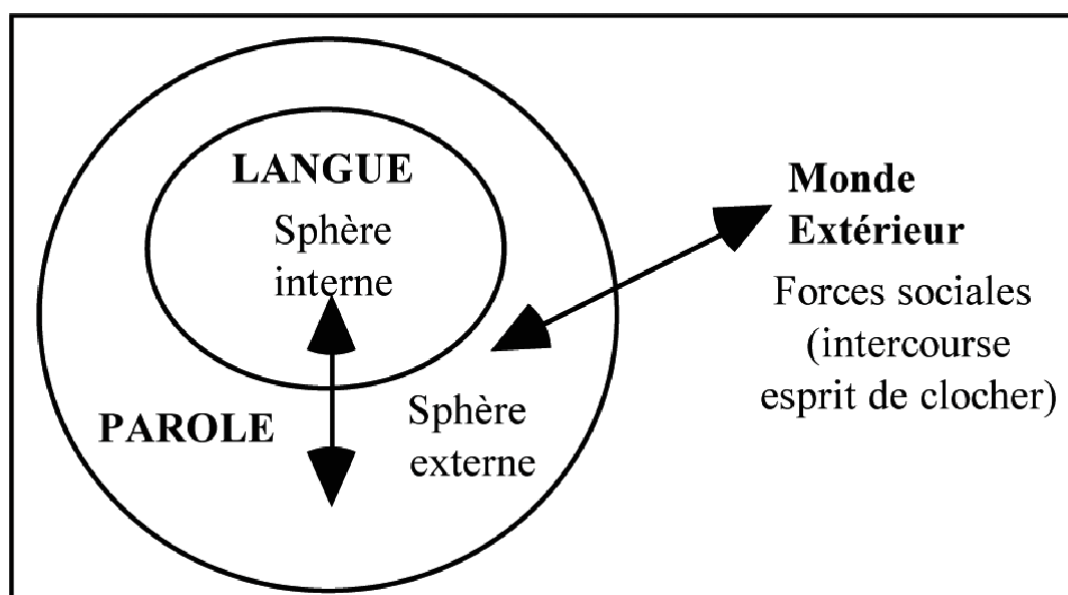 LANGUE
Sphère
interne
PAROLE
Sphère
externe
Monde
Extérieur
Forces sociales
(intercourse
esprit de clocher)